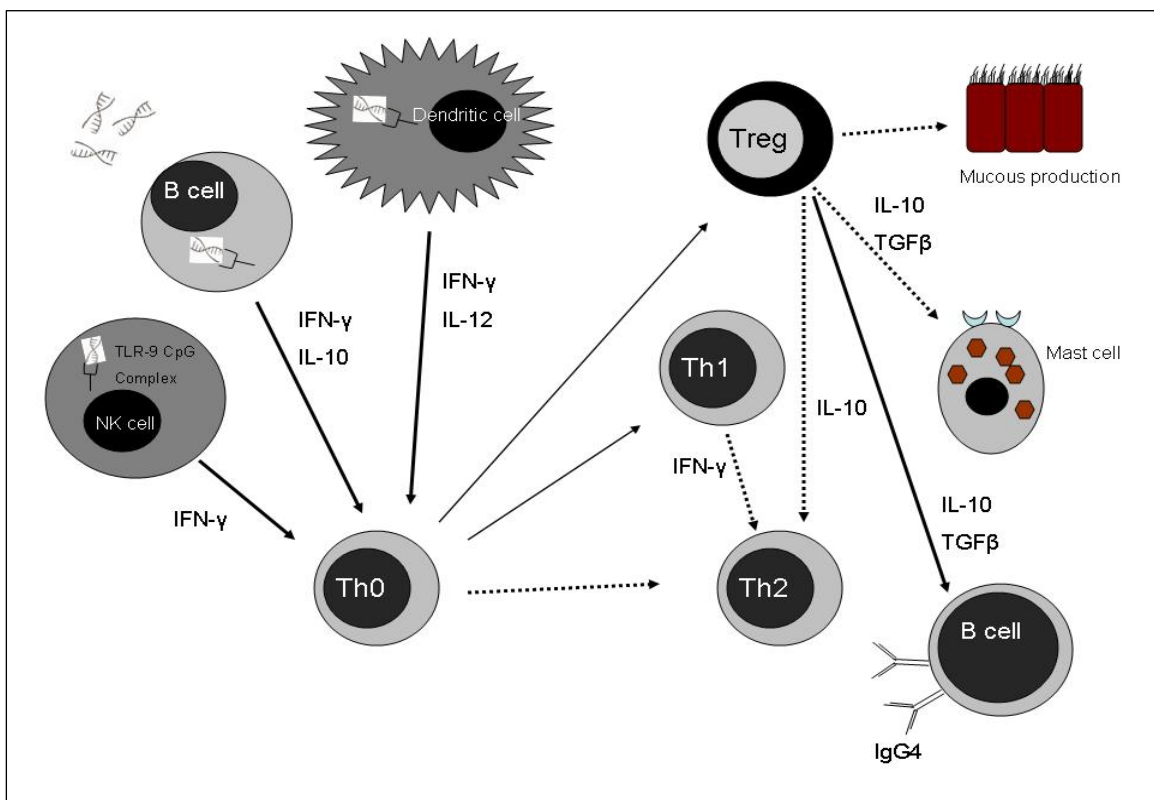 Dendritic cell
Treg
Mucous production
B cell
IL-10
TGFβ
IFN-γ
IL-12
IFN-γ
IL-10
TLR-9 CpG
Complex
NK cell
Th1
Mast cell
IL-10
IFN-γ
IFN-γ
IL-10
TGFβ
Th0
Th2
B cell
IgG4